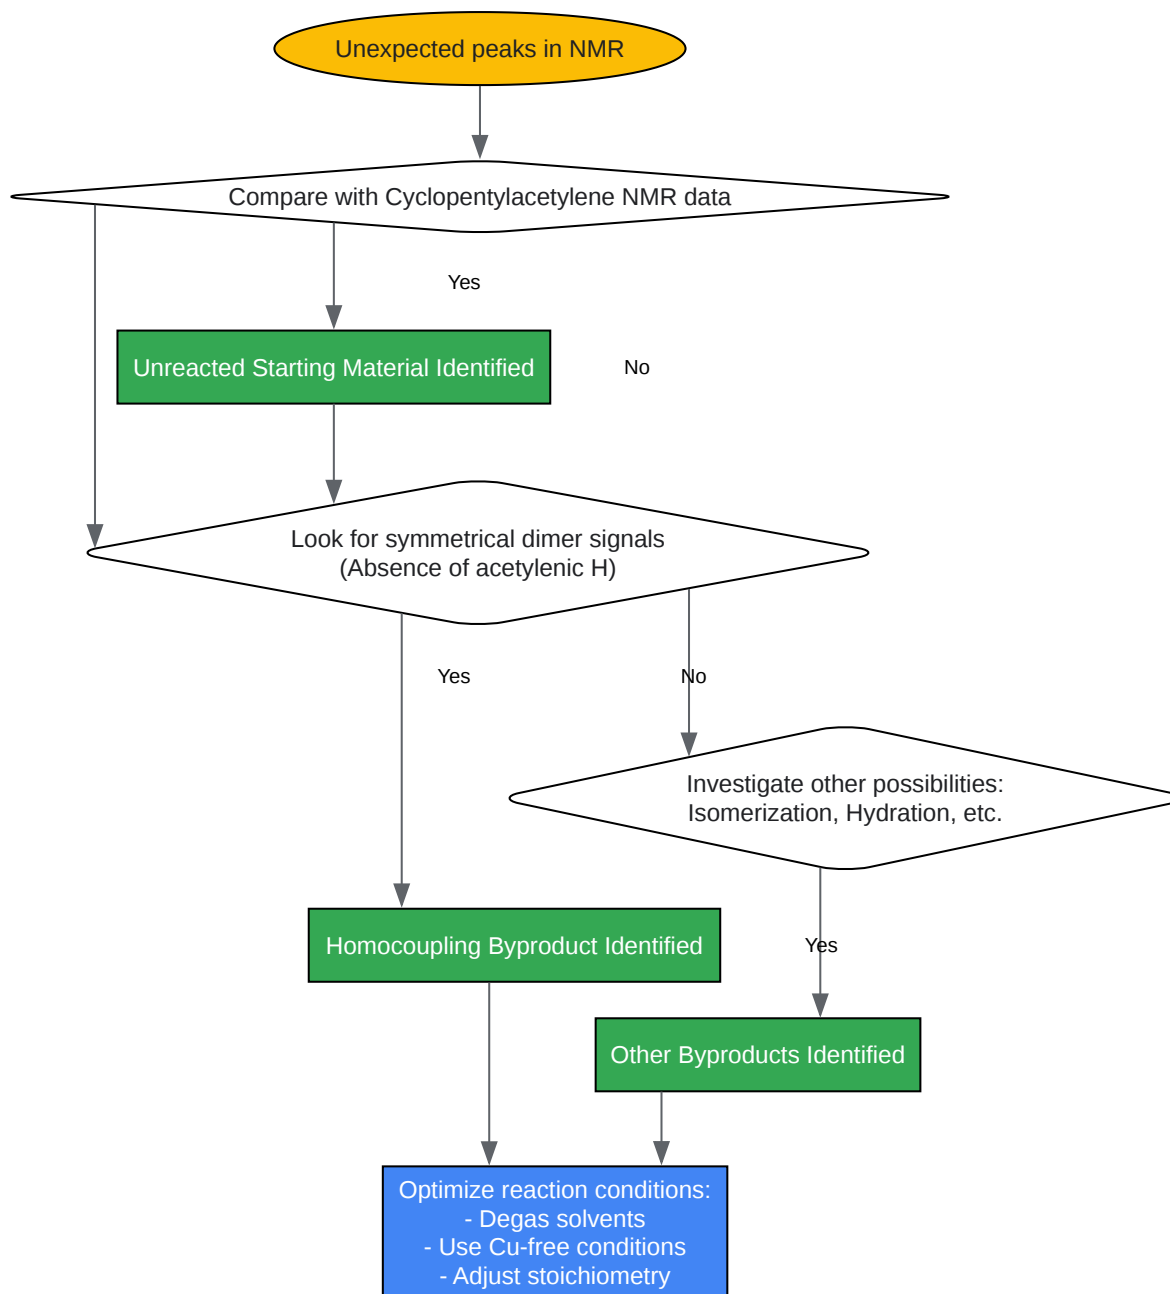 Unexpected peaks in NMR
Compare with Cyclopentylacetylene NMR data
Yes
Unreacted Starting Material Identified
No
Look for symmetrical dimer signals
(Absence of acetylenic H)
Yes
No
Investigate other possibilities:
Isomerization, Hydration, etc.
Homocoupling Byproduct Identified
Yes
Other Byproducts Identified
Optimize reaction conditions:
- Degas solvents
- Use Cu-free conditions
- Adjust stoichiometry